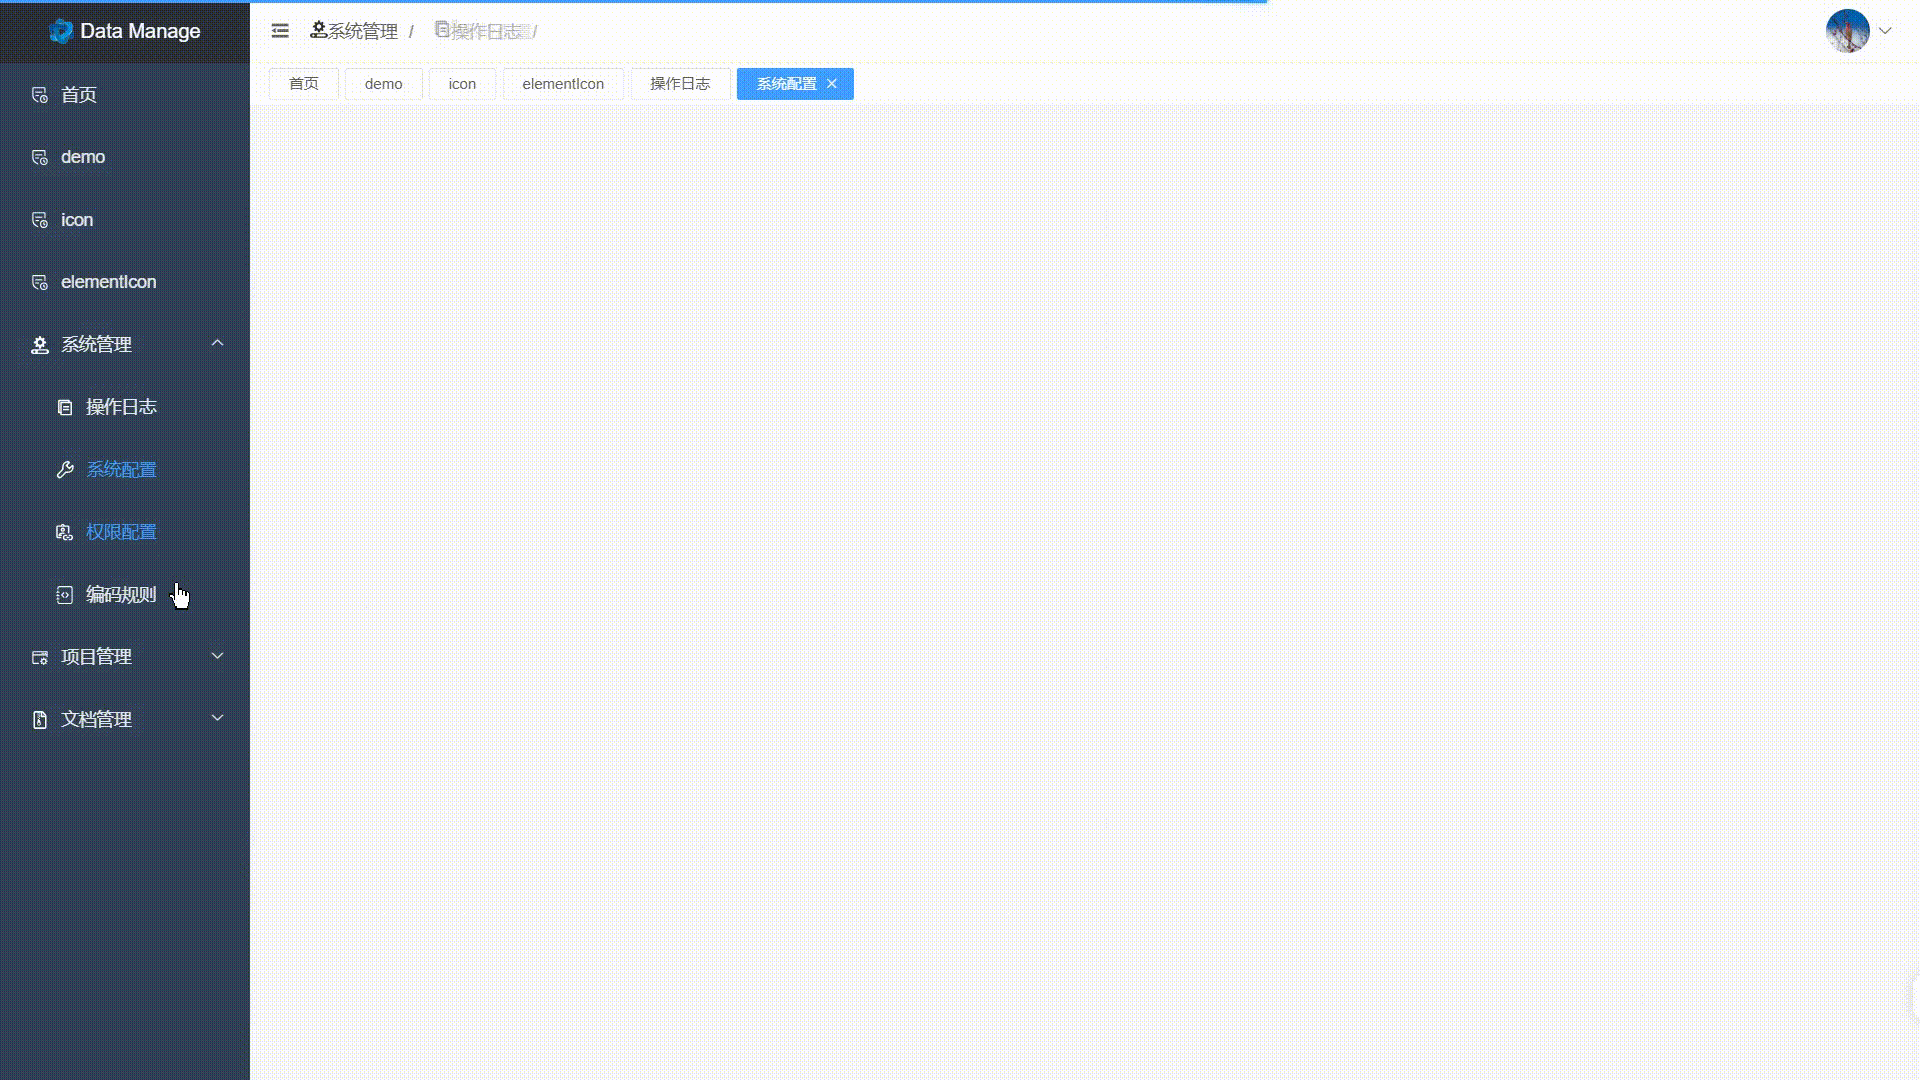 Data Manage
系统管理 / 操作日志 /
首页 demo icon elementIcon 操作日志 系统配置
首页
demo
icon
elementIcon
系统管理
操作日志
系统配置
权限配置
编码规则
项目管理
文档管理